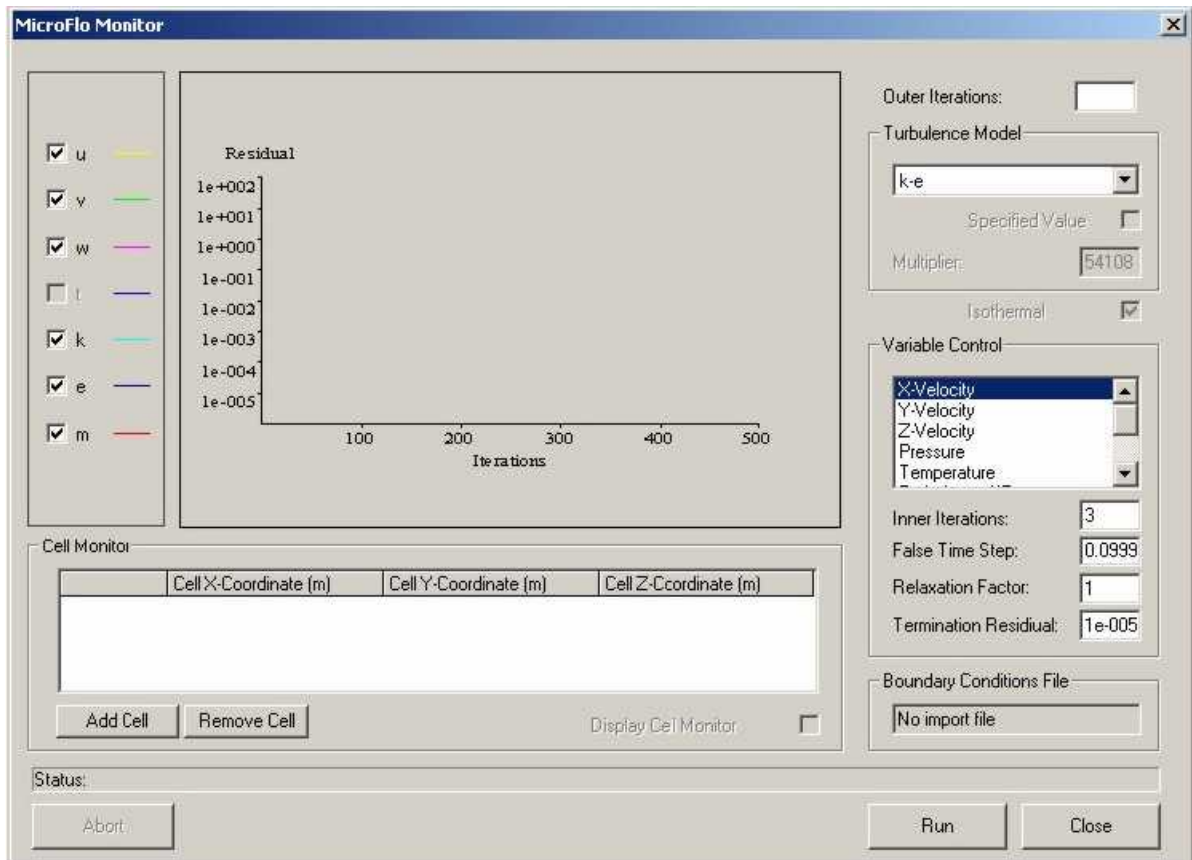 MicroFlo Monitor
u
v
w
t
k
e
m
Residual
1e+002
1e+001
1e+000
1e-001
1e-002
1e-003
1e-004
1e-005
100 200 300 400 500
Iterations
Outer Iterations:
Turbulence Model
k-e
Specified Value
Multiplier:
54108
Isothermal
Variable Control
X-Velocity
Y-Velocity
Z-Velocity
Pressure
Temperature
Inner Iterations: 3
False Time Step: 0.0999
Relaxation Factor: 1
Termination Residiual: 1e-005
Cell Monitor
Cell X-Coordinate (m) Cell Y-Coordinate (m) Cell Z-Coordinate (m)
Add Cell Remove Cell Display Cell Monitor
Boundary Conditions File
No import file
Status:
Abort Run Close